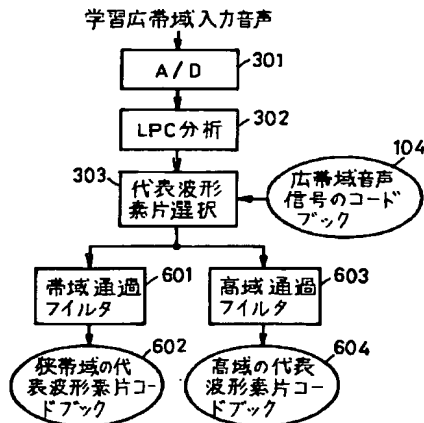 学習広帯域入力音声
A/D
301
LPC分析
302
303
代表波形
素片選択
104
広帯域音声
信号のコード
ブック
帯域通過
フイルタ
601
高域通過
フイルタ
603
狭帯域の代
表波形素片コー
ドブック
602
高域の代表
波形素片コー
ドブック
604